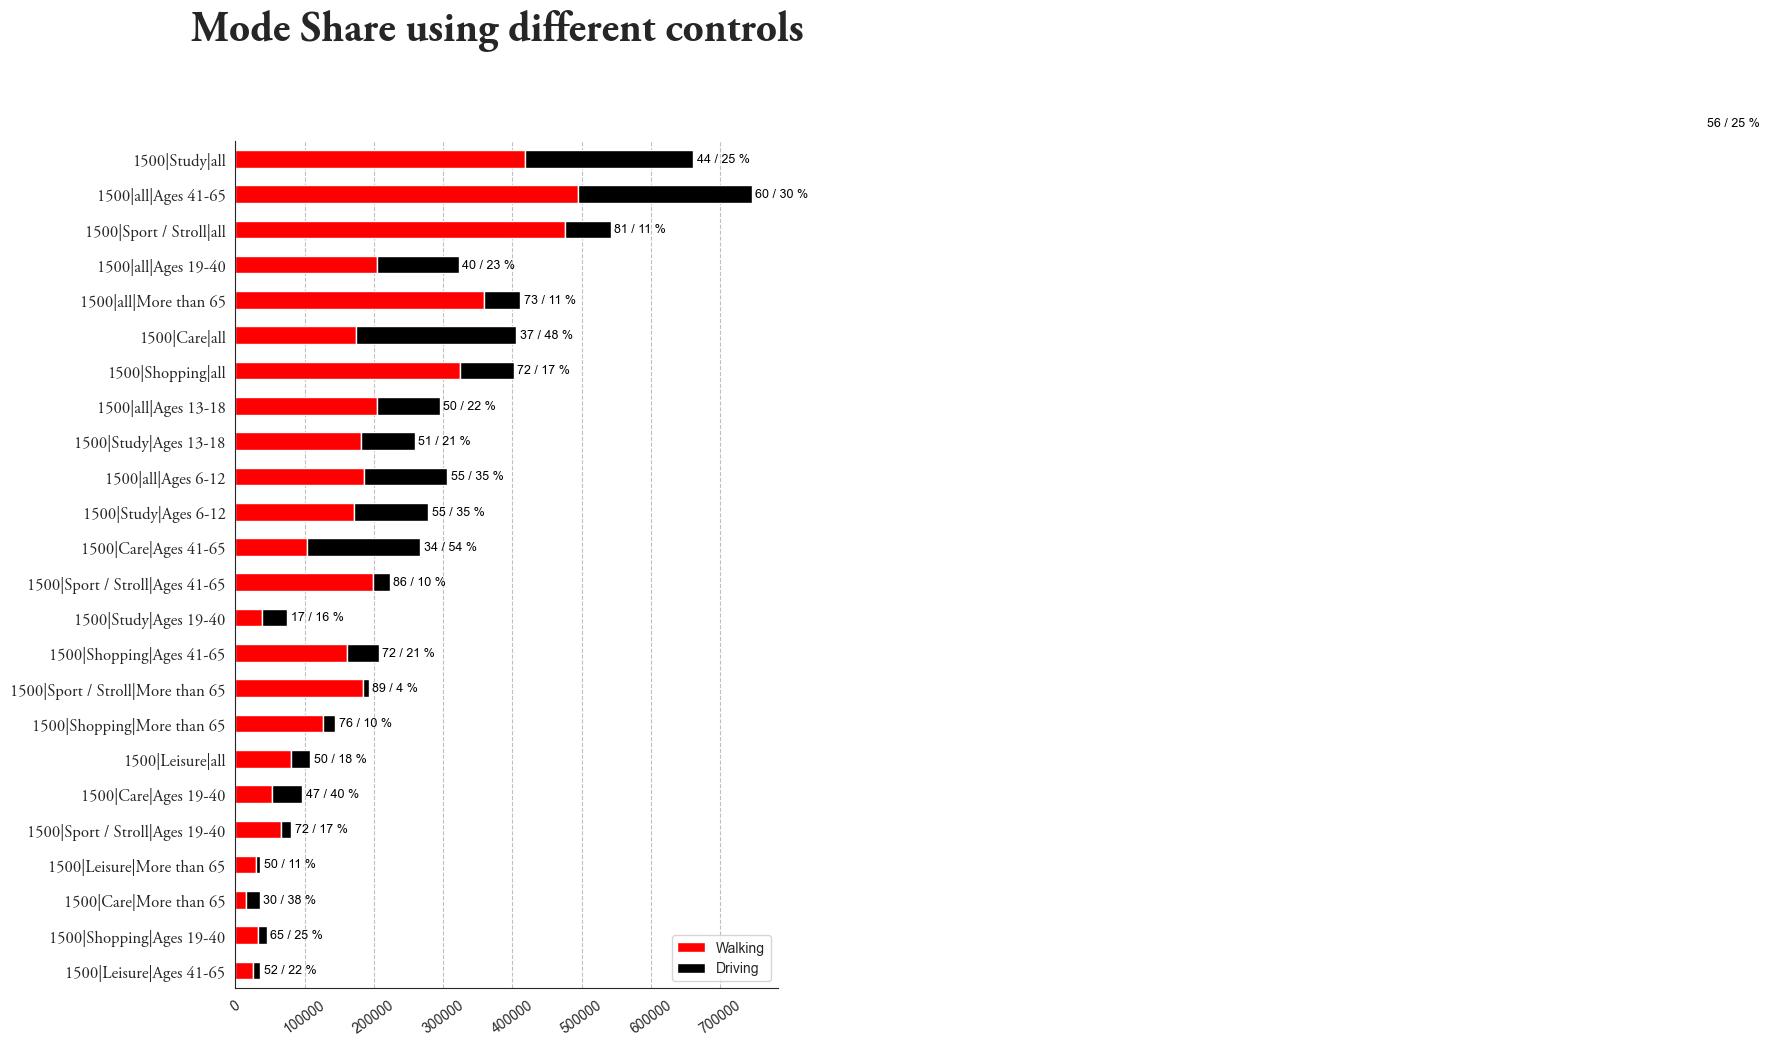 Mode Share using different controls
56 / 25 %
1500|Study|all 44 / 25 %
1500|all|Ages 41-65 60 / 30 %
1500|Sport / Stroll|all 81 / 11 %
1500|all|Ages 19-40 40 / 23 %
1500|all|More than 65 73 / 11 %
1500|Care|all 37 / 48 %
1500|Shopping|all 72 / 17 %
1500|all|Ages 13-18 50 / 22 %
1500|Study|Ages 13-18 51 / 21 %
1500|all|Ages 6-12 55 / 35 %
1500|Study|Ages 6-12 55 / 35 %
1500|Care|Ages 41-65 34 / 54 %
1500|Sport / Stroll|Ages 41-65 86 / 10 %
1500|Study|Ages 19-40 17 / 16 %
1500|Shopping|Ages 41-65 72 / 21 %
1500|Sport / Stroll|More than 65 89 / 4 %
1500|Shopping|More than 65 76 / 10 %
1500|Leisure|all 50 / 18 %
1500|Care|Ages 19-40 47 / 40 %
1500|Sport / Stroll|Ages 19-40 72 / 17 %
1500|Leisure|More than 65 50 / 11 %
1500|Care|More than 65 30 / 38 %
1500|Shopping|Ages 19-40 65 / 25 %
1500|Leisure|Ages 41-65 52 / 22 %
Walking
Driving
0 100000 200000 300000 400000 500000 600000 700000